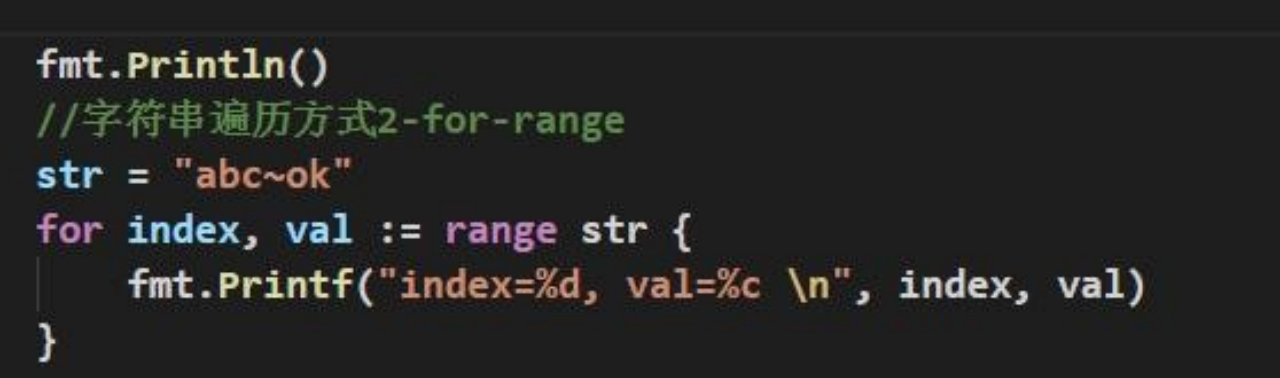 fmt.Println()
//字符串遍历方式2-for-range
str = "abc~ok"
for index, val := range str {
    fmt.Printf("index=%d, val=%c \n", index, val)
}